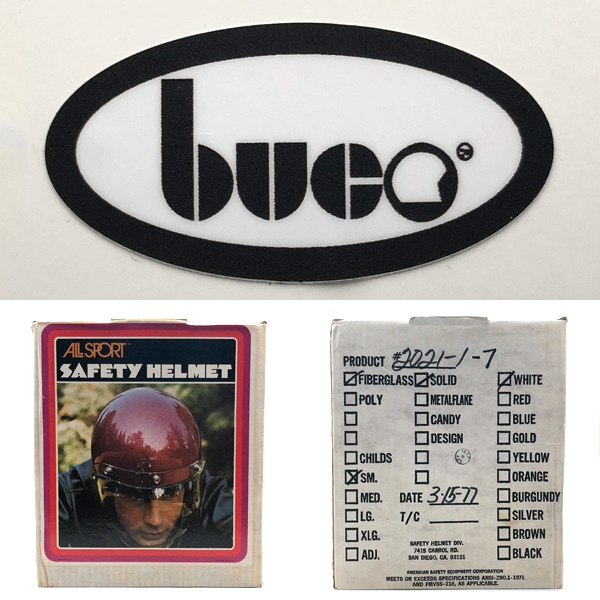 buco®
ALL SPORT™
SAFETY HELMET
PRODUCT #2021-1-7
FIBERGLASS SOLID WHITE
POLY METALFLAKE RED
CANDY BLUE
DESIGN GOLD
CHILDS YELLOW
SM. ORANGE
MED. DATE 3-15-77 BURGUNDY
LG. T/C SILVER
XLG. BROWN
ADJ. BLACK
SAFETY HELMET DIV.
7415 CARROL RD.
SAN DIEGO, CA. 92121
AMERICAN SAFETY EQUIPMENT CORPORATION
MEETS OR EXCEEDS SPECIFICATIONS ANSI-Z90.1-1971
AND FMVSS-218, AS APPLICABLE.